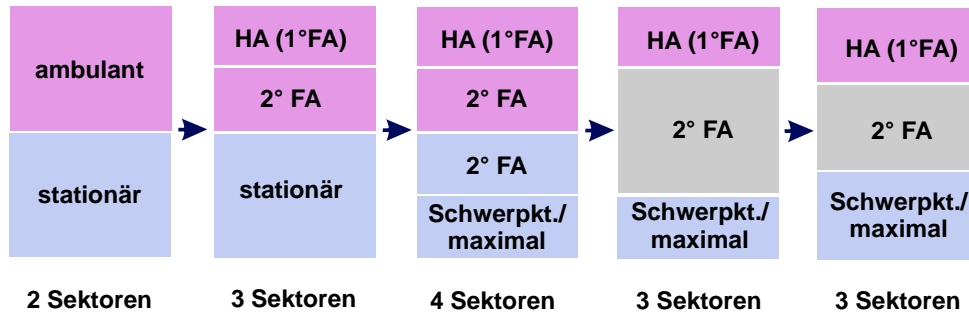 ambulant
stationär
2 Sektoren
HA (1°FA)
2° FA
stationär
3 Sektoren
HA (1°FA)
2° FA
2° FA
Schwerpkt./
maximal
4 Sektoren
HA (1°FA)
2° FA
Schwerpkt./
maximal
3 Sektoren
HA (1°FA)
2° FA
Schwerpkt./
maximal
3 Sektoren